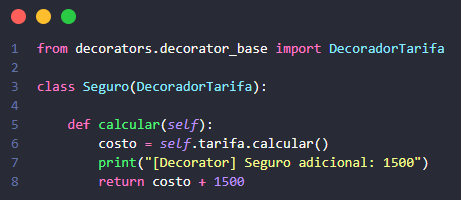 1 from decorators.decorator_base import DecoradorTarifa
2
3 class Seguro(DecoradorTarifa):
4
5     def calcular(self):
6         costo = self.tarifa.calcular()
7         print("[Decorator] Seguro adicional: 1500")
8         return costo + 1500